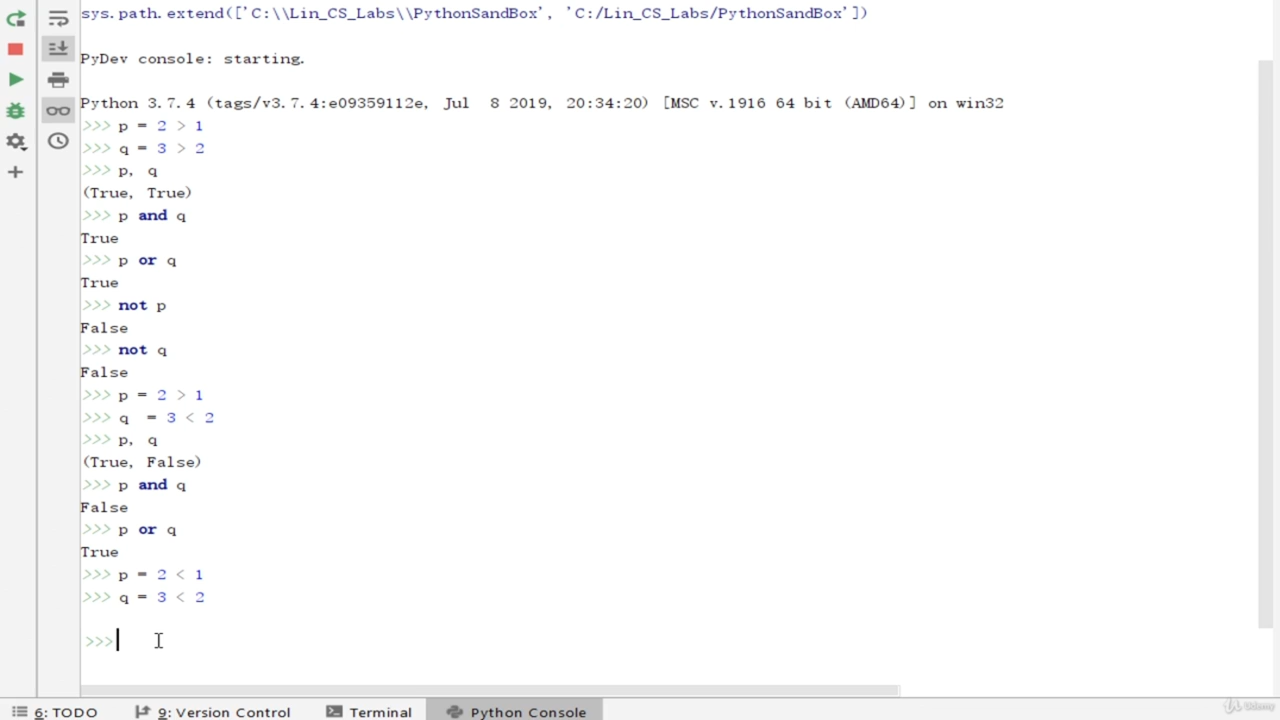 sys.path.extend(['C:\\Lin_CS_Labs\\PythonSandBox', 'C:/Lin_CS_Labs/PythonSandBox'])
PyDev console: starting.
Python 3.7.4 (tags/v3.7.4:e09359112e, Jul  8 2019, 20:34:20) [MSC v.1916 64 bit (AMD64)] on win32
>>> p = 2 > 1
>>> q = 3 > 2
>>> p, q
(True, True)
>>> p and q
True
>>> p or q
True
>>> not p
False
>>> not q
False
>>> p = 2 > 1
>>> q  = 3 < 2
>>> p, q
(True, False)
>>> p and q
False
>>> p or q
True
>>> p = 2 < 1
>>> q = 3 < 2
>>>
6: TODO 9: Version Control Terminal Python Console
Udemy